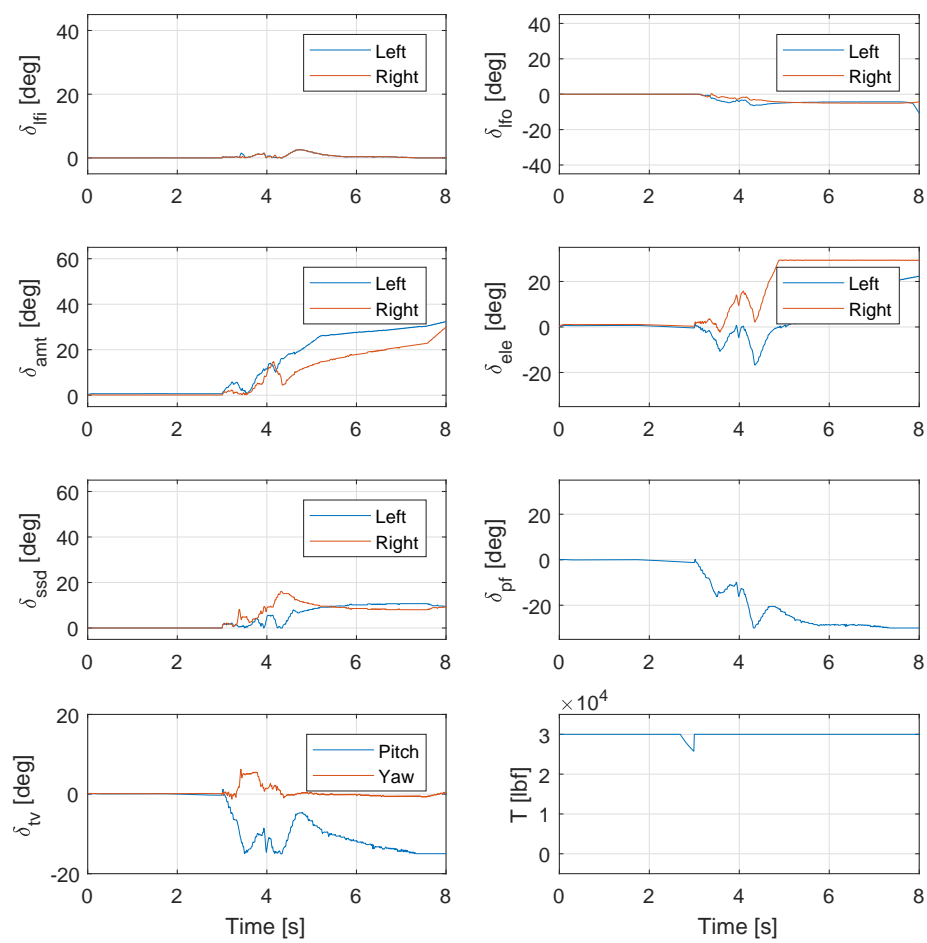 δlfi [deg]
40
20
0
Left
Right
0 2 4 6 8
δlfo [deg]
40
20
0
-20
-40
Left
Right
0 2 4 6 8
δamt [deg]
60
40
20
0
Left
Right
0 2 4 6 8
δele [deg]
20
0
-20
Left
Right
0 2 4 6 8
δssd [deg]
60
40
20
0
Left
Right
0 2 4 6 8
δpf [deg]
20
0
-20
0 2 4 6 8
δtv [deg]
20
0
-20
Pitch
Yaw
0 2 4 6 8
Time [s]
×10⁴
T [lbf]
3
2
1
0
0 2 4 6 8
Time [s]